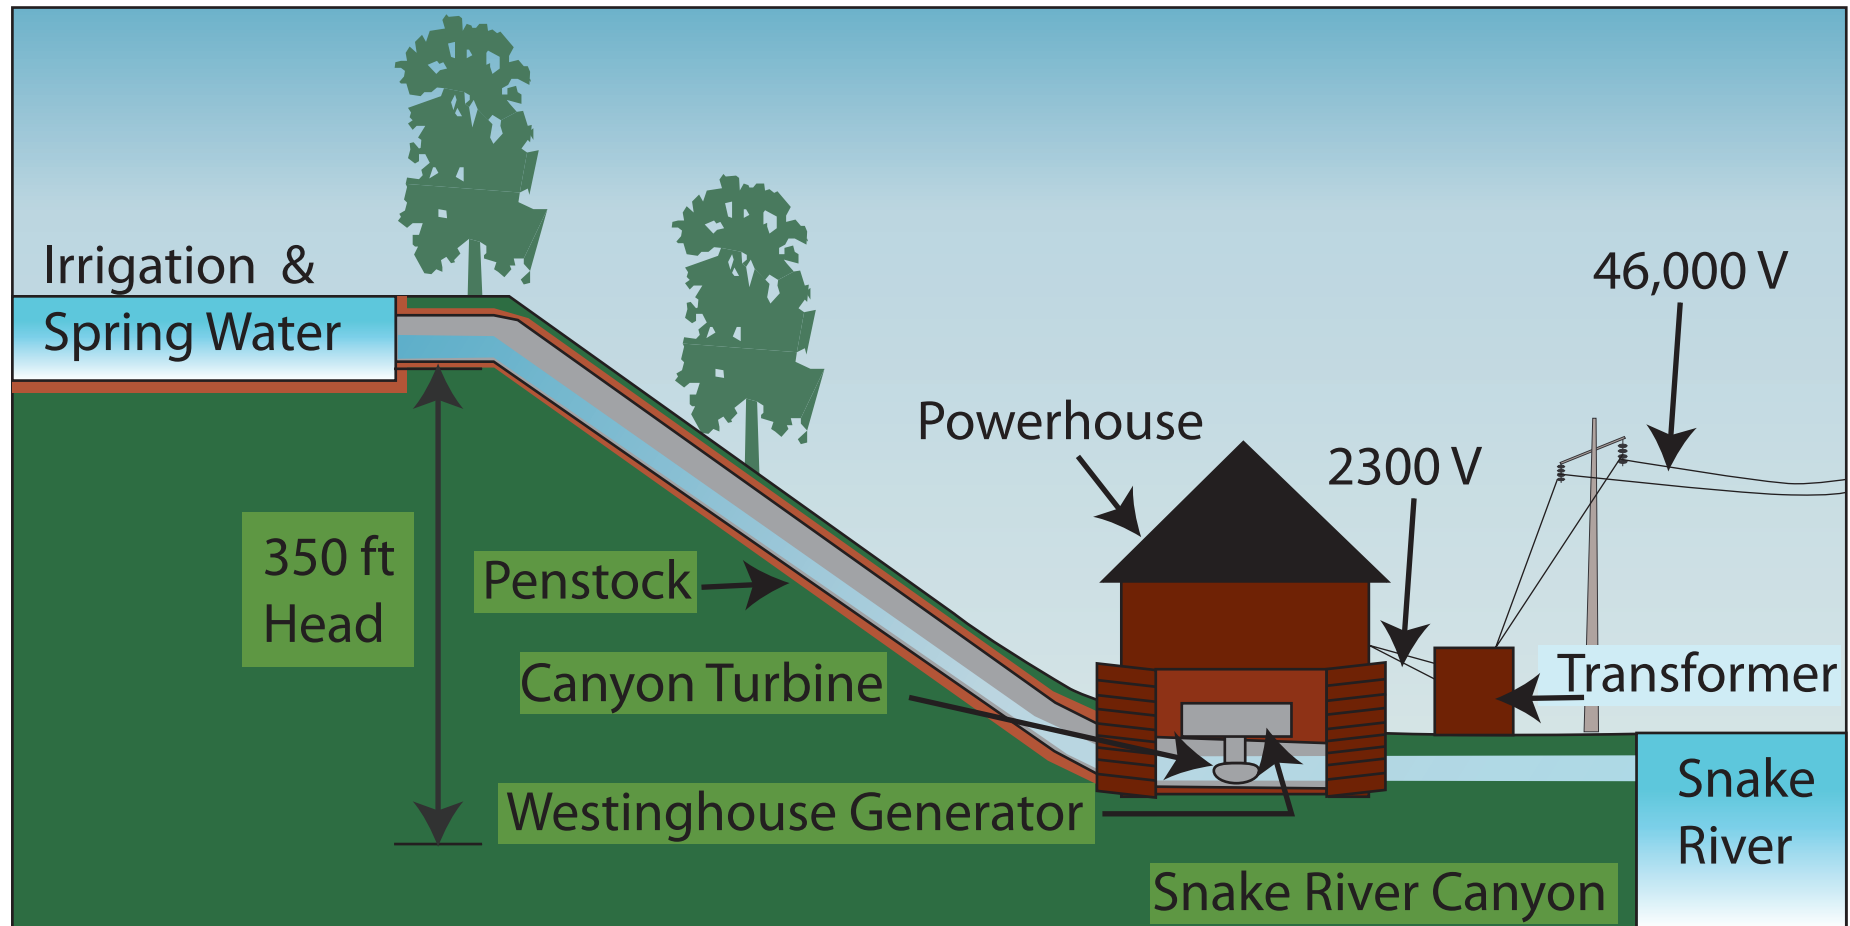 Irrigation &
Spring Water
46,000 V
Powerhouse
2300 V
350 ft
Head
Penstock
Canyon Turbine
Transformer
Westinghouse Generator
Snake
River
Snake River Canyon